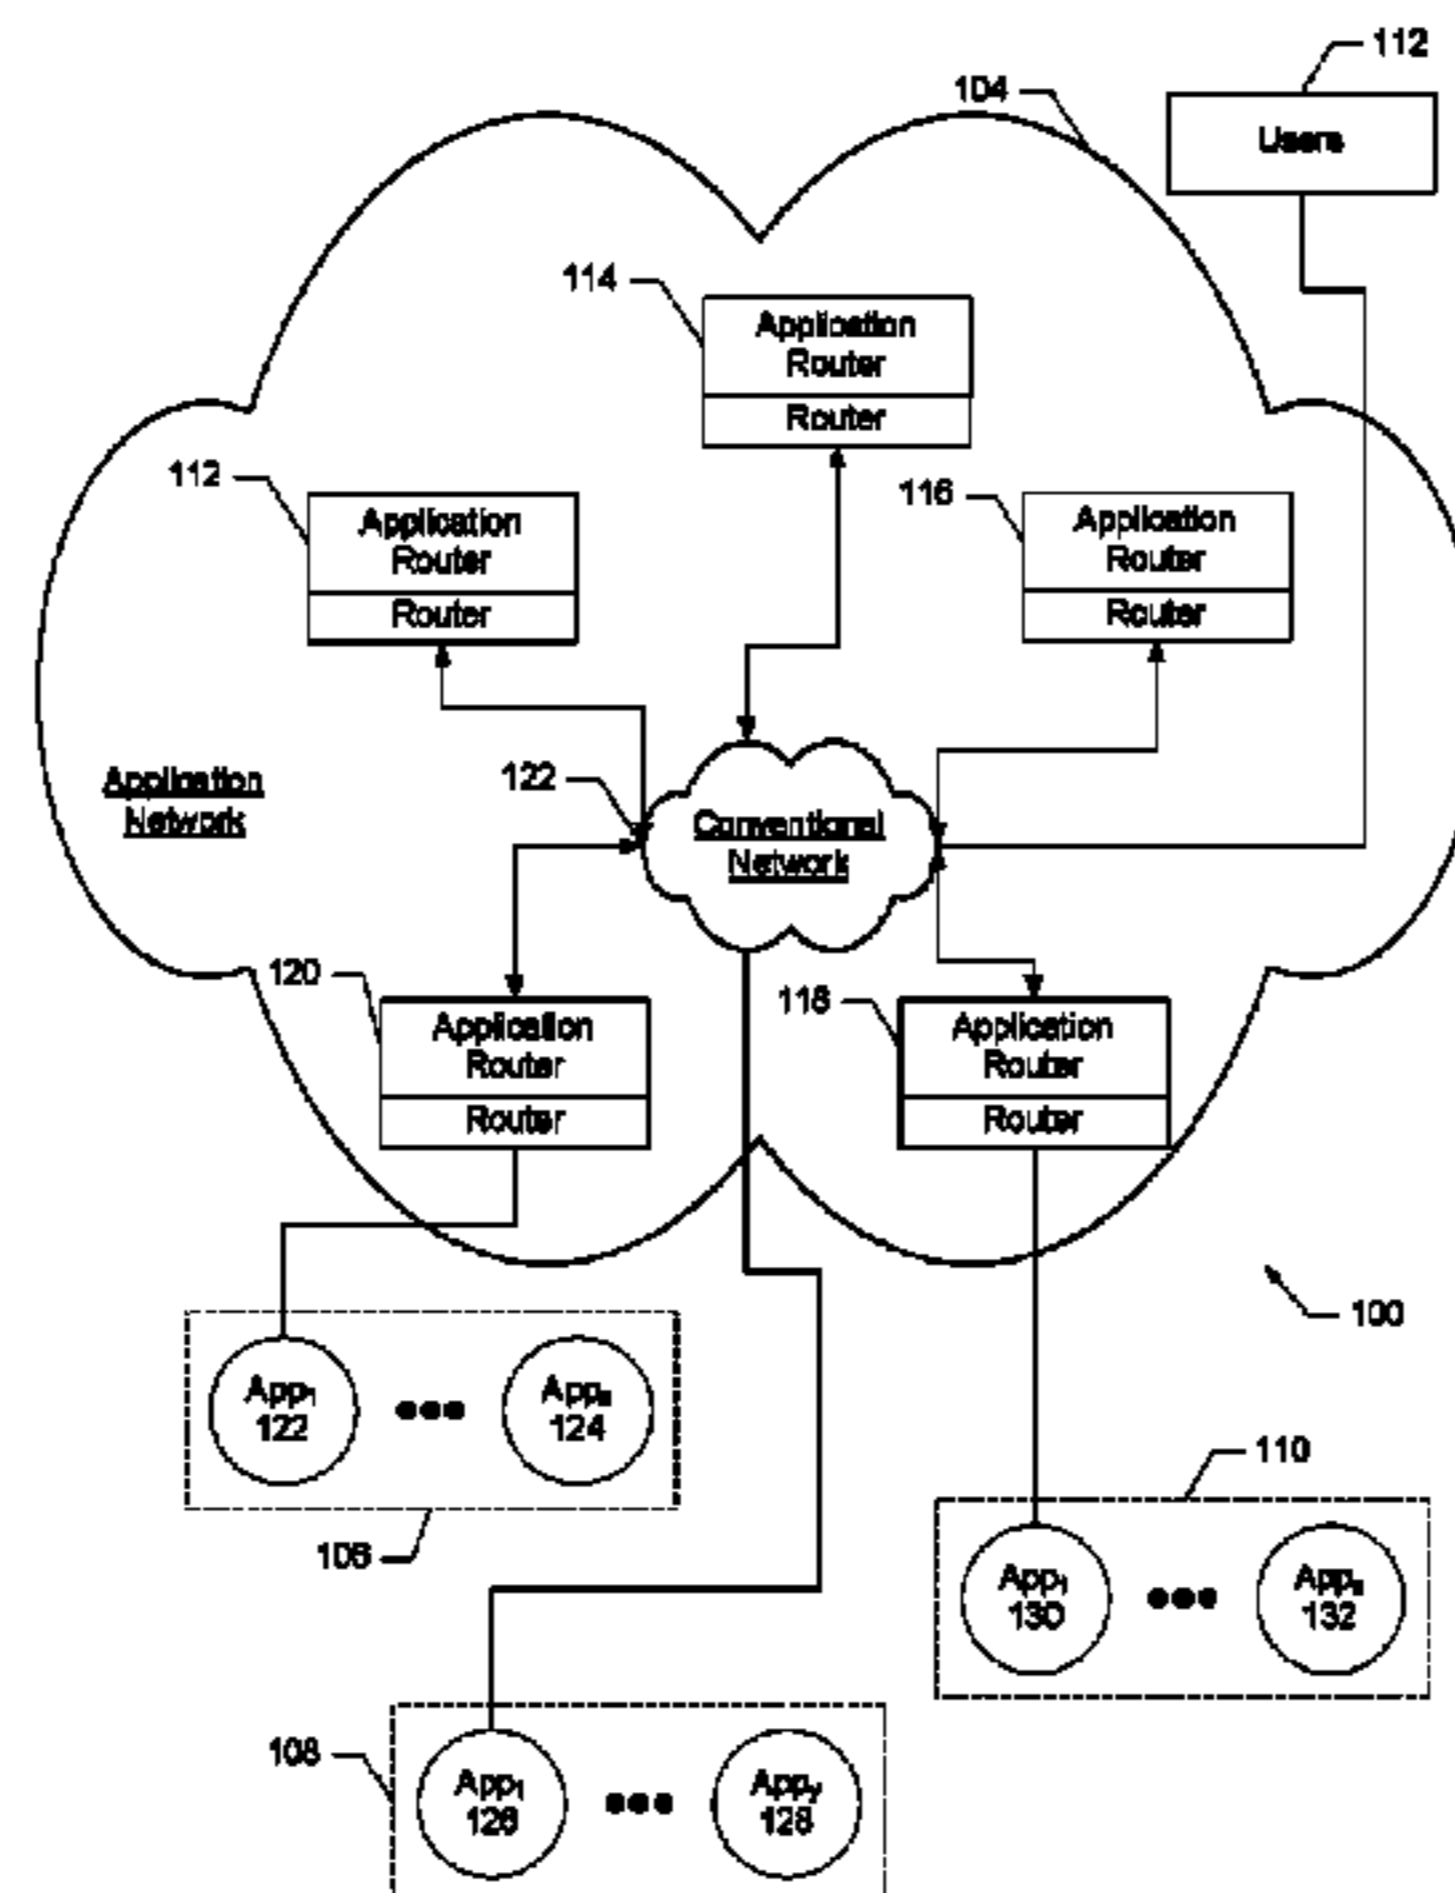 112
104
Users
114
Application
Router
Router
112
Application
Router
Router
116
Application
Router
Router
Application
Network
122
Conventional
Network
120
Application
Router
Router
118
Application
Router
Router
100
App1
122
App
124
106
110
App1
130
App
132
108
App1
126
Appy
128